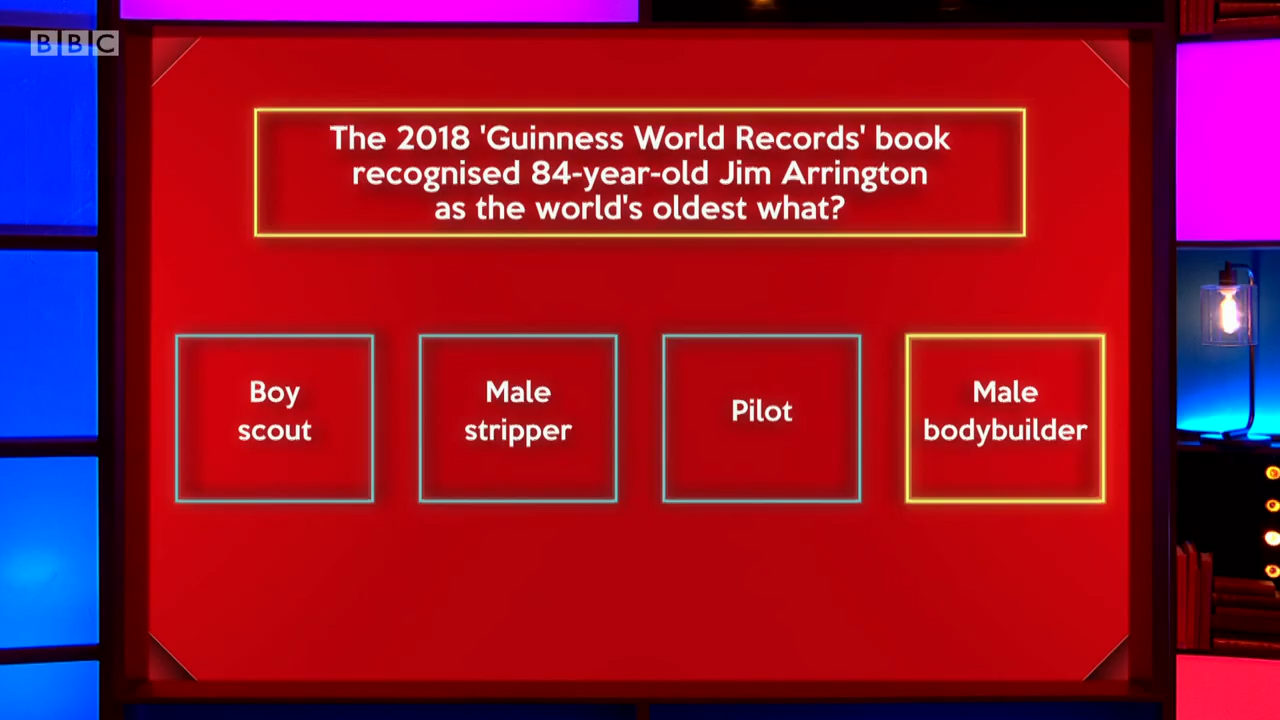 BBC
The 2018 'Guinness World Records' book
recognised 84-year-old Jim Arrington
as the world's oldest what?
Boy
scout
Male
stripper
Pilot
Male
bodybuilder